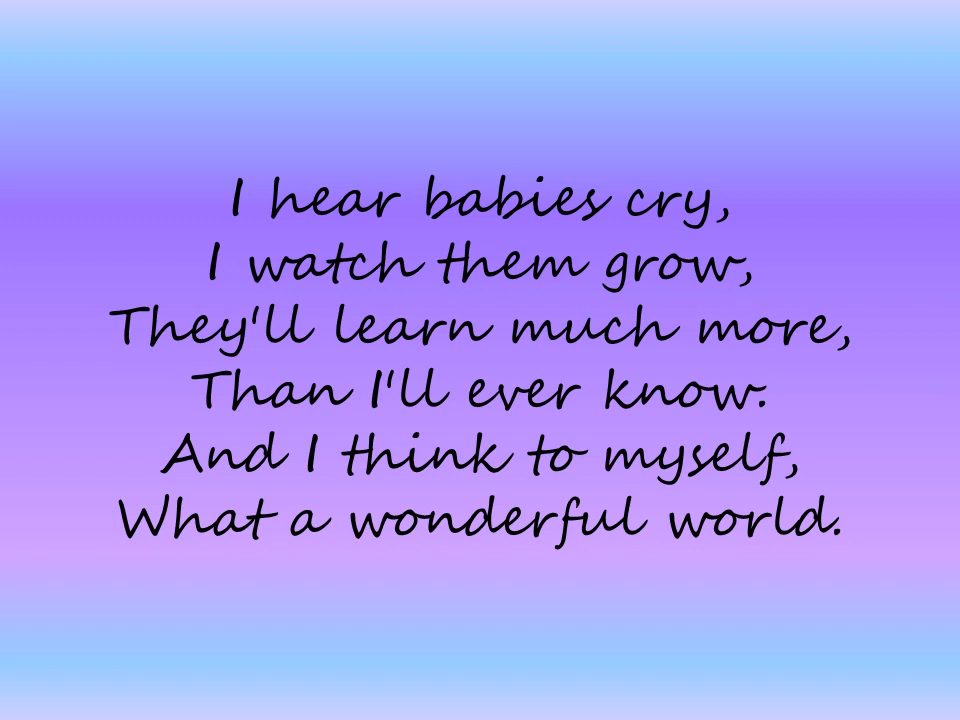 I hear babies cry,
I watch them grow,
They'll learn much more,
Than I'll ever know.
And I think to myself,
What a wonderful world.